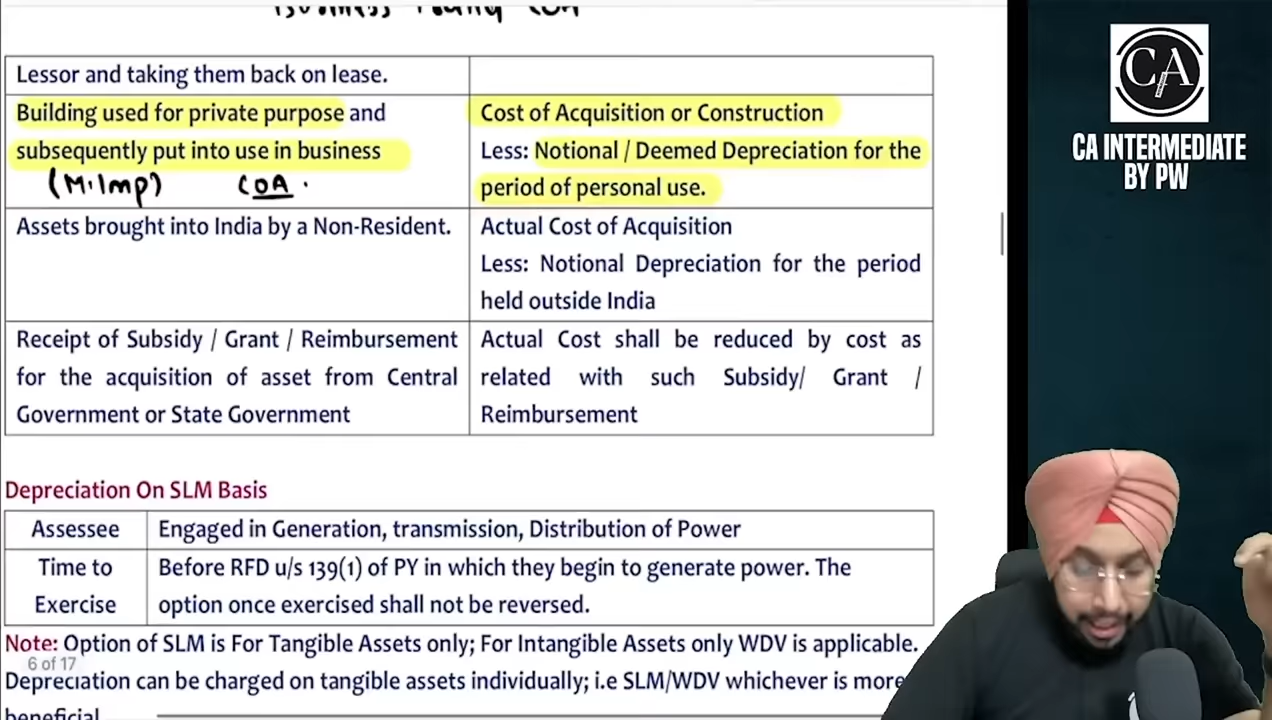 Business Pauny COA
Lessor and taking them back on lease.
Building used for private purpose and
subsequently put into use in business
(M.Imp) COA.
Cost of Acquisition or Construction
Less: Notional / Deemed Depreciation for the
period of personal use.
Assets brought into India by a Non-Resident.
Actual Cost of Acquisition
Less: Notional Depreciation for the period
held outside India
Receipt of Subsidy / Grant / Reimbursement
for the acquisition of asset from Central
Government or State Government
Actual Cost shall be reduced by cost as
related with such Subsidy/ Grant /
Reimbursement
Depreciation On SLM Basis
Assessee
Engaged in Generation, transmission, Distribution of Power
Time to
Exercise
Before RFD u/s 139(1) of PY in which they begin to generate power. The
option once exercised shall not be reversed.
Note: Option of SLM is For Tangible Assets only; For Intangible Assets only WDV is applicable.
6 of 17
Depreciation can be charged on tangible assets individually; i.e SLM/WDV whichever is more
beneficial
CA
CA INTERMEDIATE
BY PW